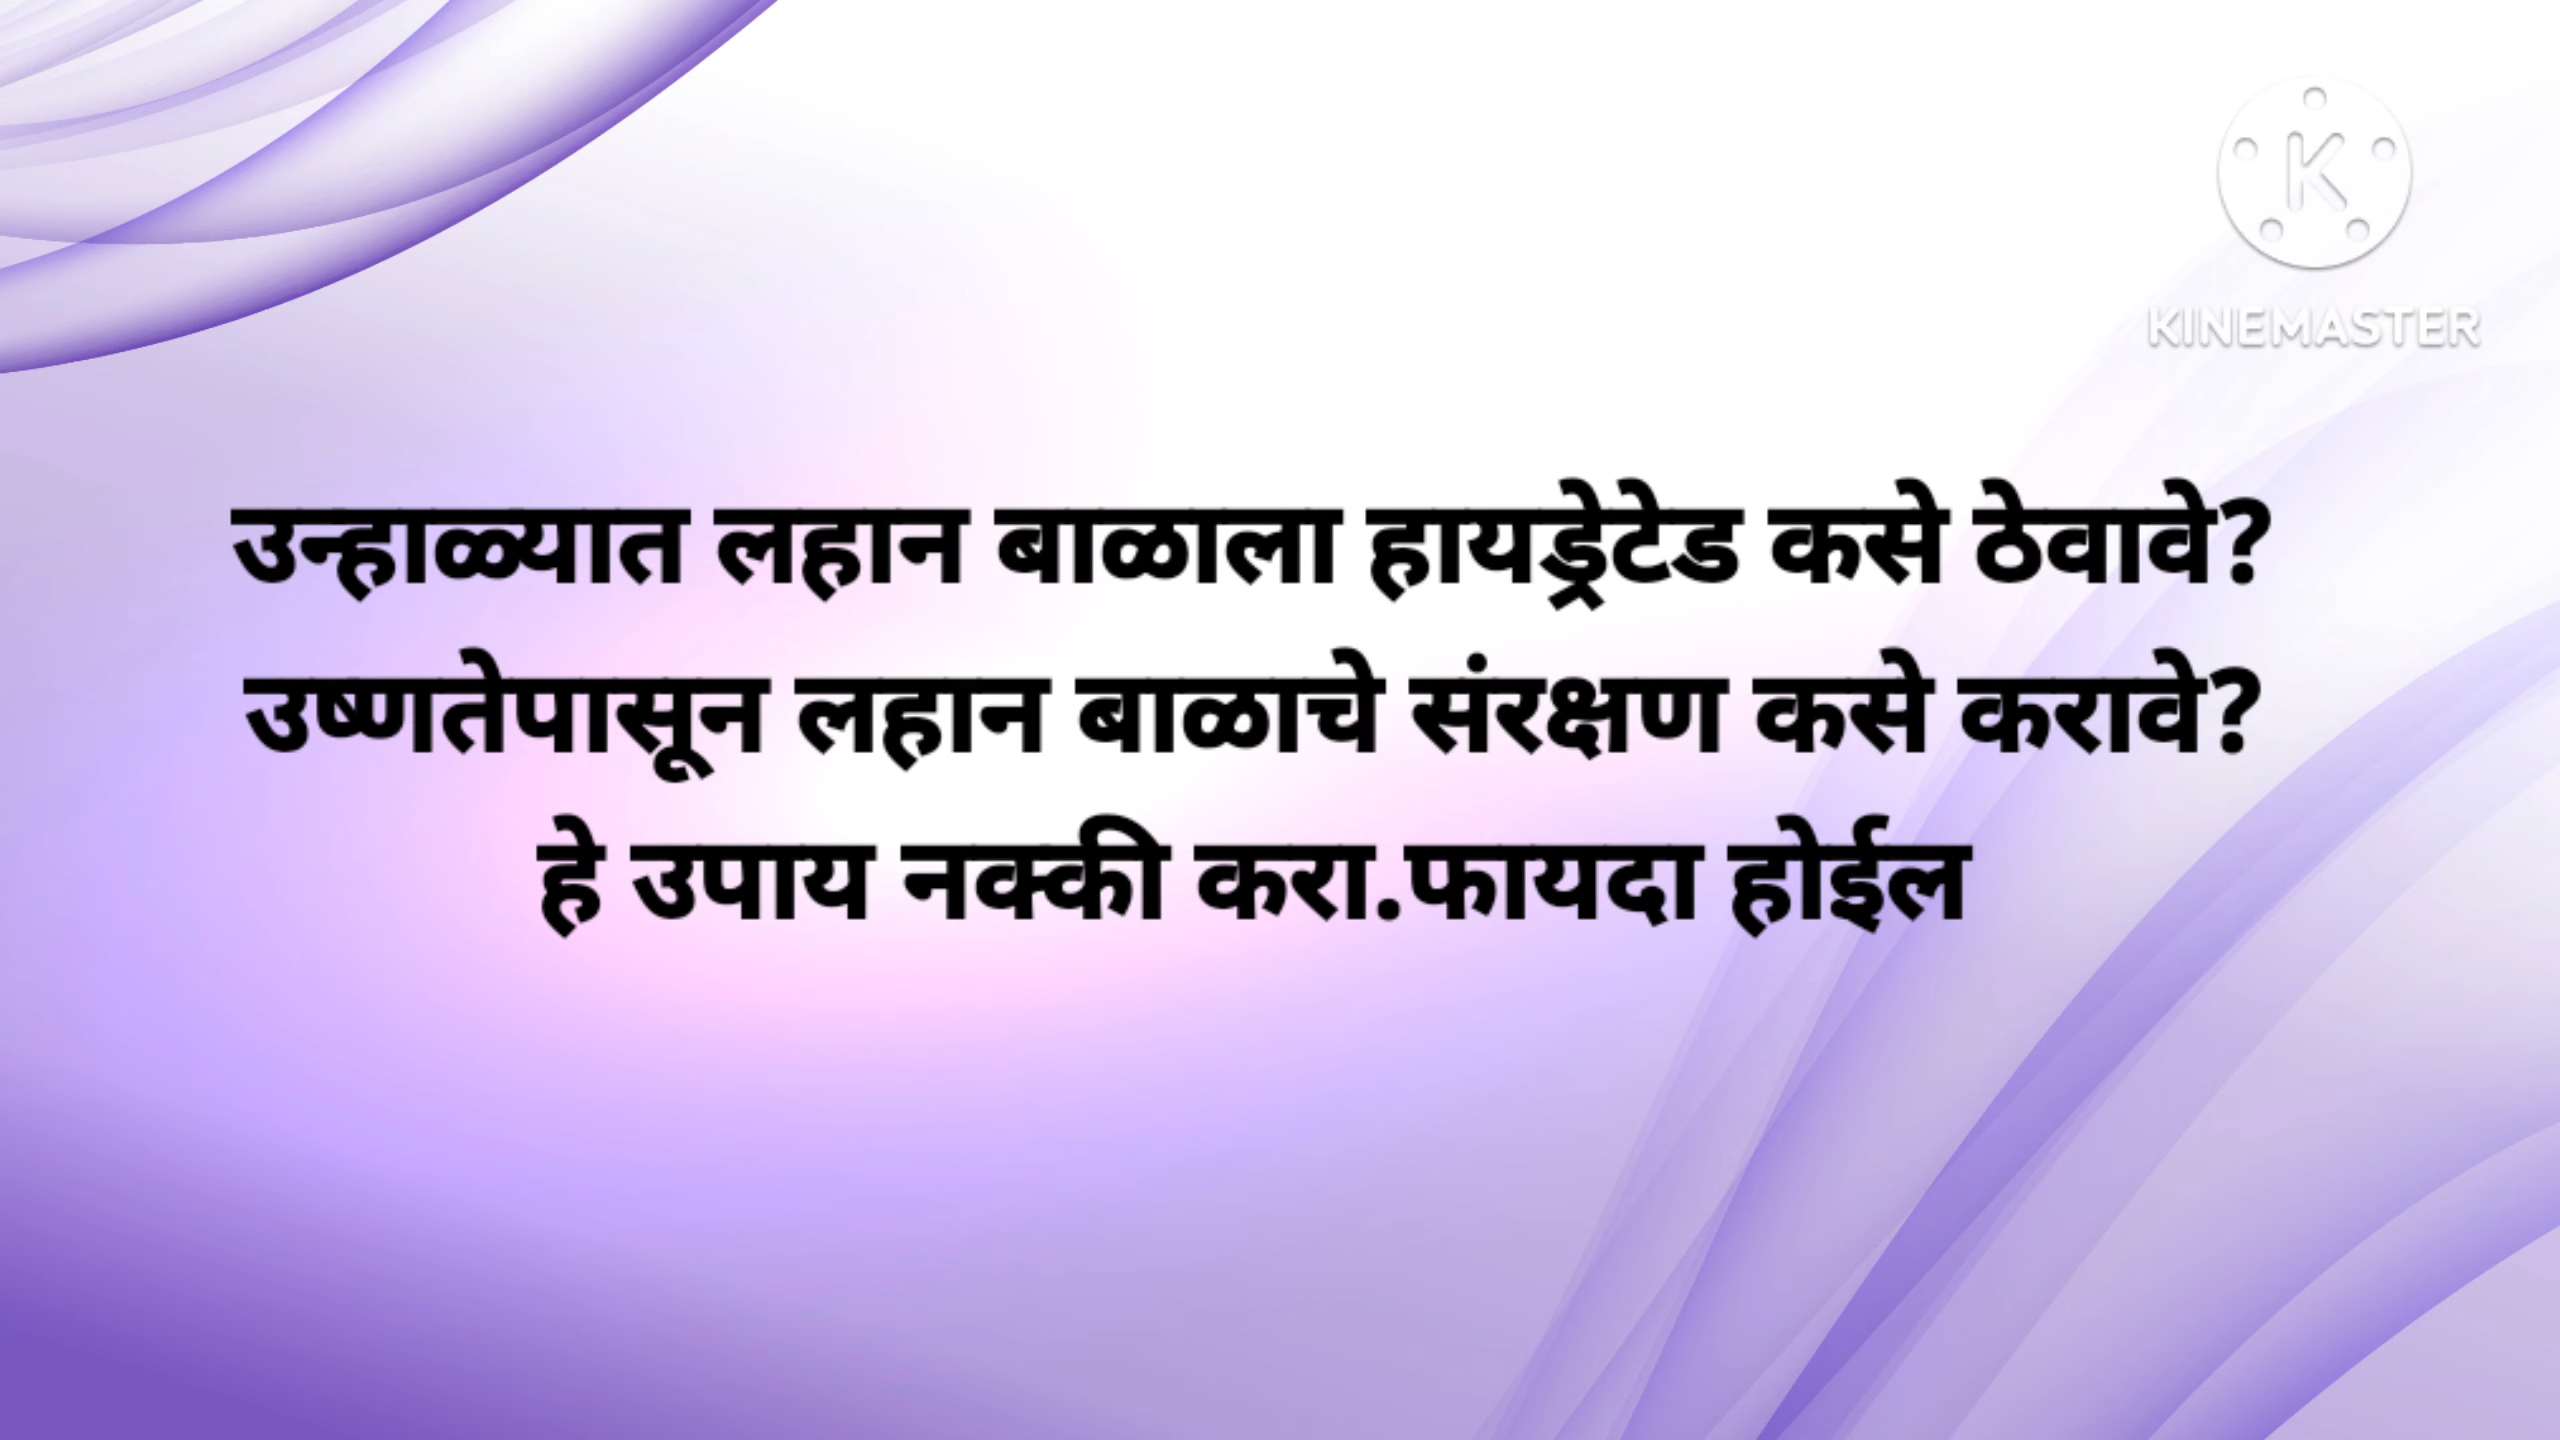 KINEMASTER
उन्हाळ्यात लहान बाळाला हायड्रेटेड कसे ठेवावे?
उष्णतेपासून लहान बाळाचे संरक्षण कसे करावे?
हे उपाय नक्की करा.फायदा होईल